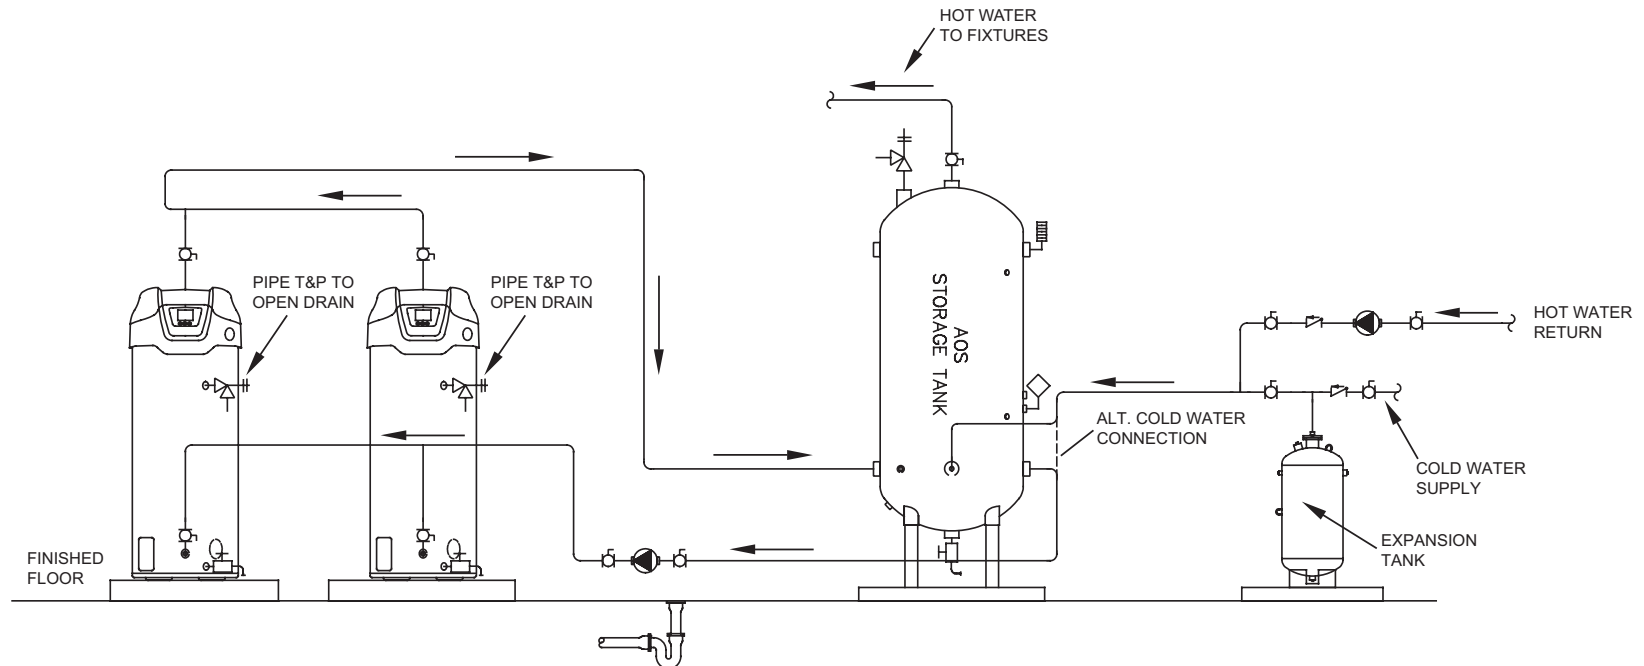 HOT WATER
TO FIXTURES
PIPE T&P TO
OPEN DRAIN
PIPE T&P TO
OPEN DRAIN
AOS
STORAGE TANK
HOT WATER
RETURN
ALT. COLD WATER
CONNECTION
COLD WATER
SUPPLY
EXPANSION
TANK
FINISHED
FLOOR